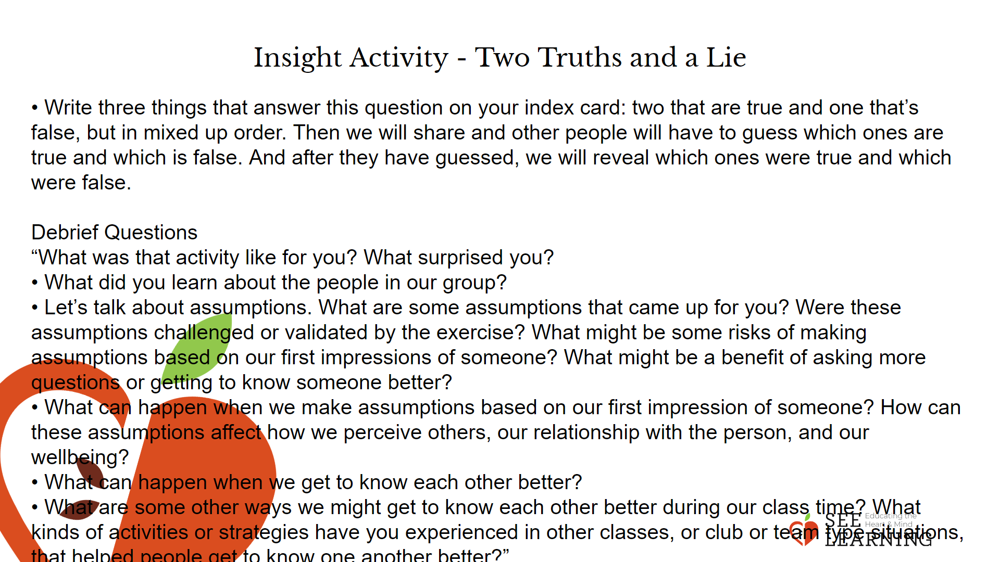 Insight Activity - Two Truths and a Lie
• Write three things that answer this question on your index card: two that are true and one that’s
false, but in mixed up order. Then we will share and other people will have to guess which ones are
true and which is false. And after they have guessed, we will reveal which ones were true and which
were false.
Debrief Questions
“What was that activity like for you? What surprised you?
• What did you learn about the people in our group?
• Let’s talk about assumptions. What are some assumptions that came up for you? Were these
assumptions challenged or validated by the exercise? What might be some risks of making
assumptions based on our first impressions of someone? What might be a benefit of asking more
questions or getting to know someone better?
• What can happen when we make assumptions based on our first impression of someone? How can
these assumptions affect how we perceive others, our relationship with the person, and our
wellbeing?
• What can happen when we get to know each other better?
• What are some other ways we might get to know each other better during our class time? What
kinds of activities or strategies have you experienced in other classes, or club or team type situations,
that helped people get to know one another better?”
SEE
LEARNING
Educating the
Heart & Mind